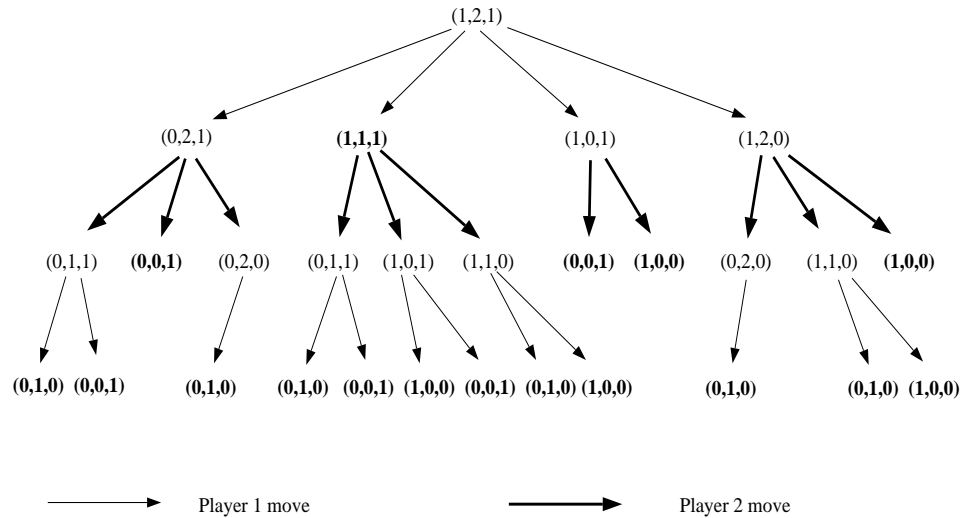 (1,2,1)
(0,2,1) (1,1,1) (1,0,1) (1,2,0)
(0,1,1) (0,0,1) (0,2,0) (0,1,1) (1,0,1) (1,1,0) (0,0,1) (1,0,0) (0,2,0) (1,1,0) (1,0,0)
(0,1,0) (0,0,1) (0,1,0) (0,1,0) (0,0,1) (1,0,0) (0,0,1) (0,1,0) (1,0,0) (0,1,0) (0,1,0) (1,0,0)
Player 1 move Player 2 move